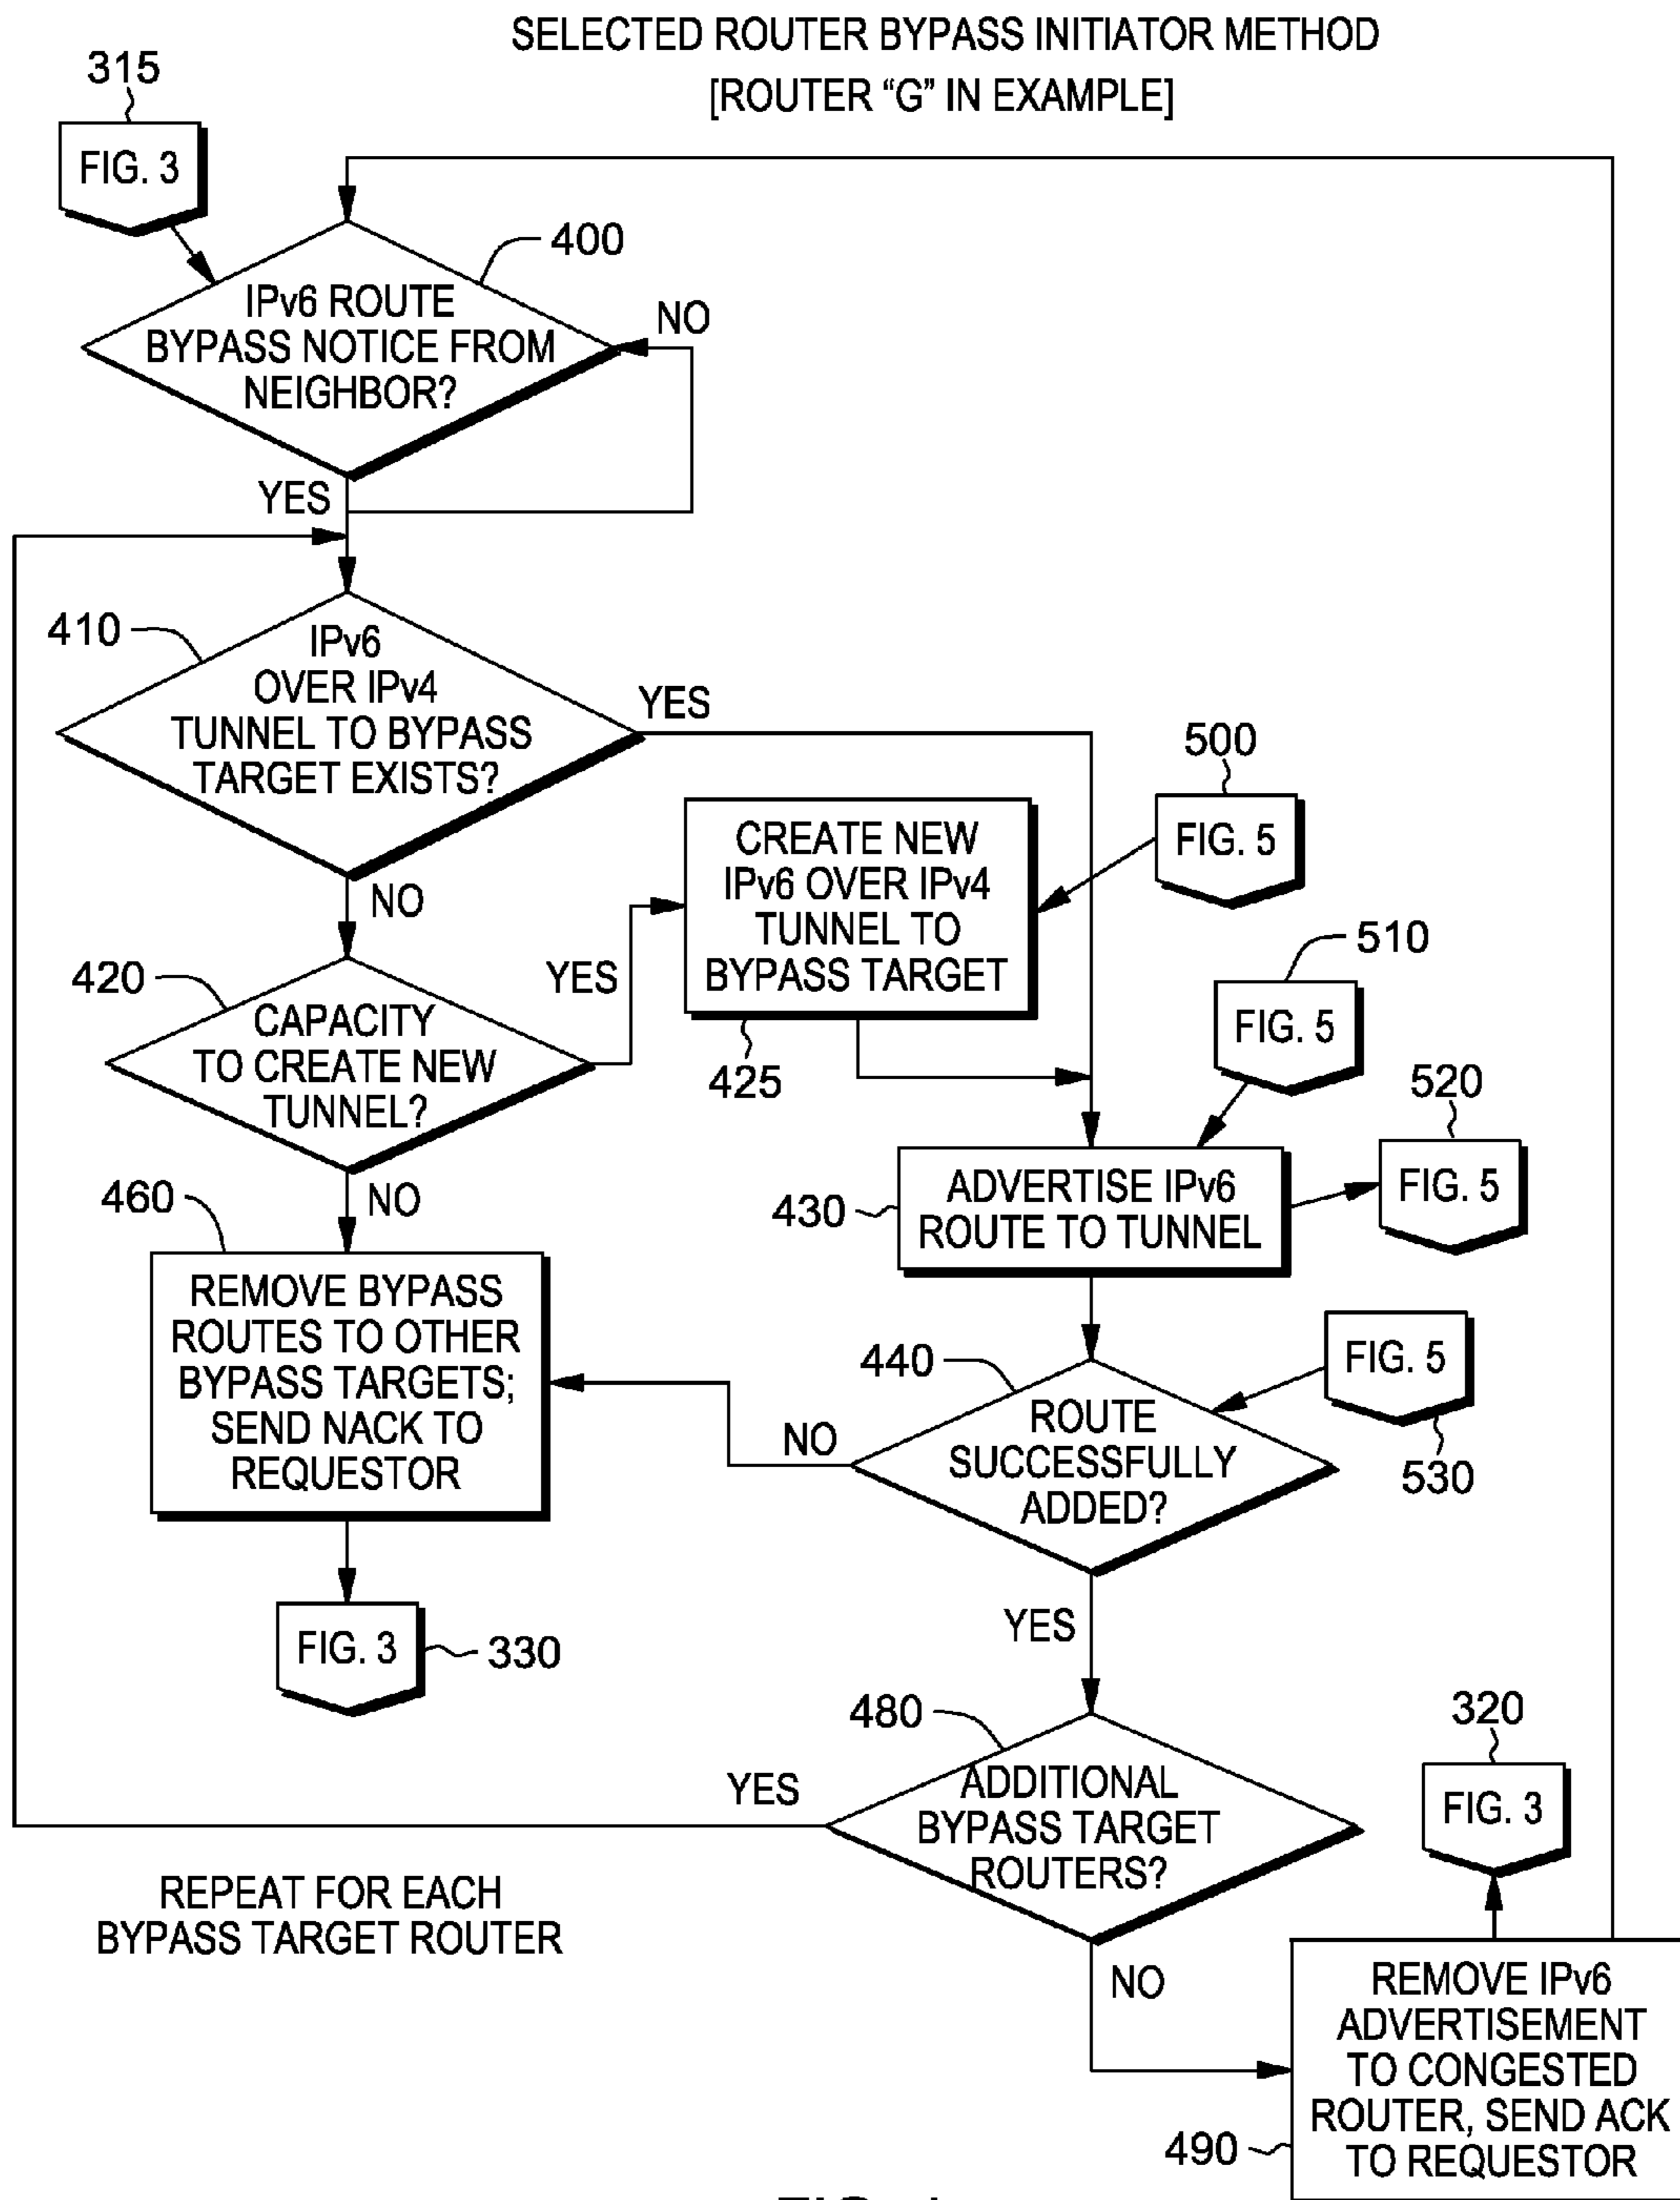 SELECTED ROUTER BYPASS INITIATOR METHOD
[ROUTER “G” IN EXAMPLE]
315
FIG. 3
400
IPv6 ROUTE
BYPASS NOTICE FROM
NEIGHBOR?
NO
YES
410
IPv6
OVER IPv4
TUNNEL TO BYPASS
TARGET EXISTS?
YES
NO
500
FIG. 5
CREATE NEW
IPv6 OVER IPv4
TUNNEL TO
BYPASS TARGET
425
420
CAPACITY
TO CREATE NEW
TUNNEL?
YES
NO
510
FIG. 5
520
FIG. 5
430
ADVERTISE IPv6
ROUTE TO TUNNEL
460
REMOVE BYPASS
ROUTES TO OTHER
BYPASS TARGETS;
SEND NACK TO
REQUESTOR
440
ROUTE
SUCCESSFULLY
ADDED?
NO
YES
FIG. 5
530
FIG. 3
330
480
ADDITIONAL
BYPASS TARGET
ROUTERS?
YES
NO
320
FIG. 3
REPEAT FOR EACH
BYPASS TARGET ROUTER
REMOVE IPv6
ADVERTISEMENT
TO CONGESTED
ROUTER, SEND ACK
TO REQUESTOR
490